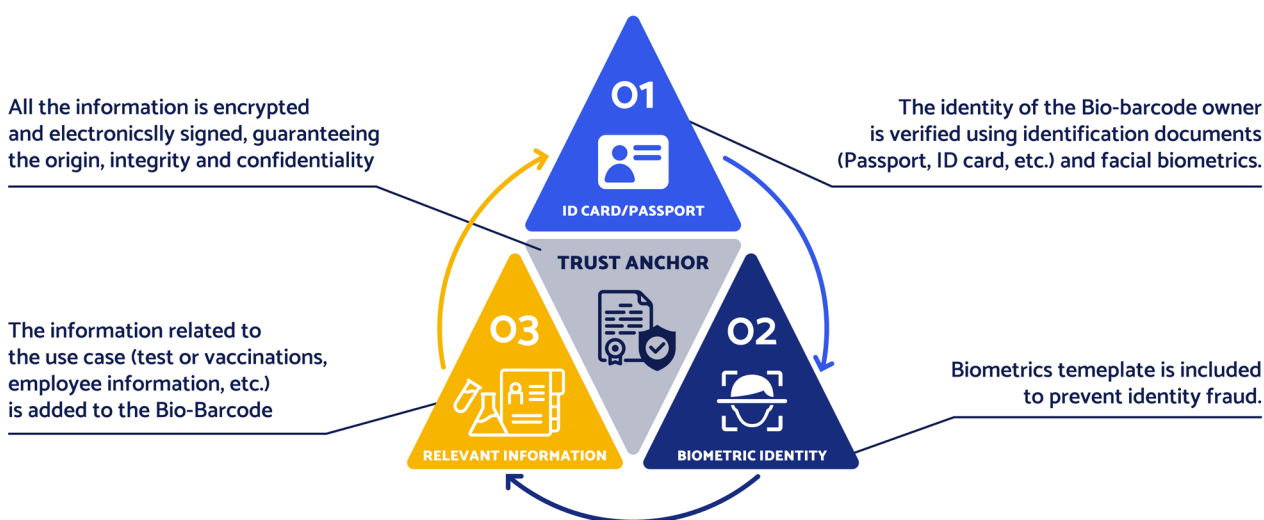 All the information is encrypted
and electronicslly signed, guaranteeing
the origin, integrity and confidentiality
01
ID CARD/PASSPORT
The identity of the Bio-barcode owner
is verified using identification documents
(Passport, ID card, etc.) and facial biometrics.
TRUST ANCHOR
The information related to
the use case (test or vaccinations,
employee information, etc.)
is added to the Bio-Barcode
03
RELEVANT INFORMATION
02
BIOMETRIC IDENTITY
Biometrics temeplate is included
to prevent identity fraud.